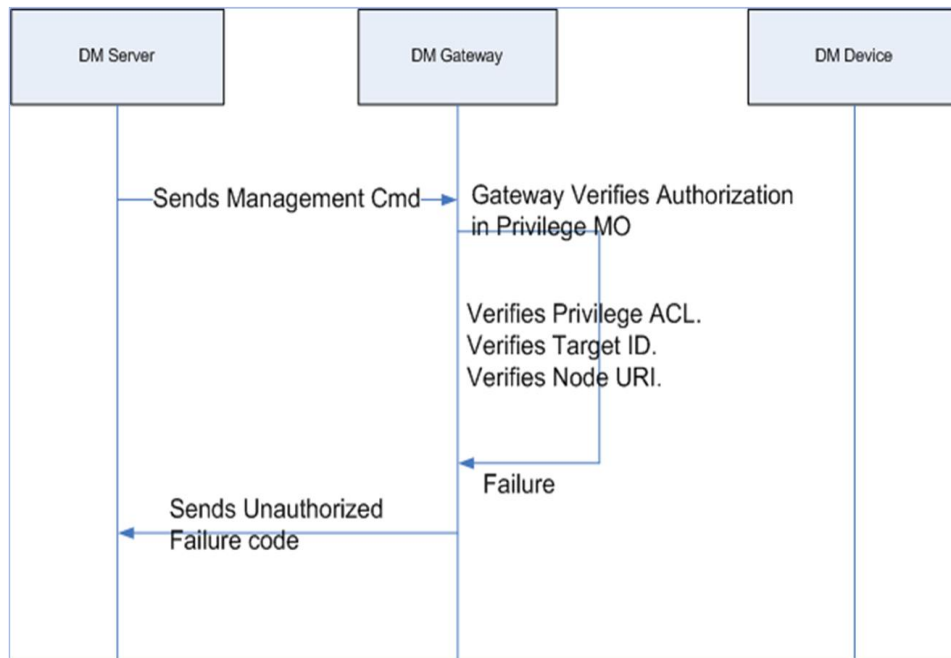 DM Server
DM Gateway
DM Device
Sends Management Cmd
Gateway Verifies Authorization
in Privilege MO
Verifies Privilege ACL.
Verifies Target ID.
Verifies Node URI.
Failure
Sends Unauthorized
Failure code